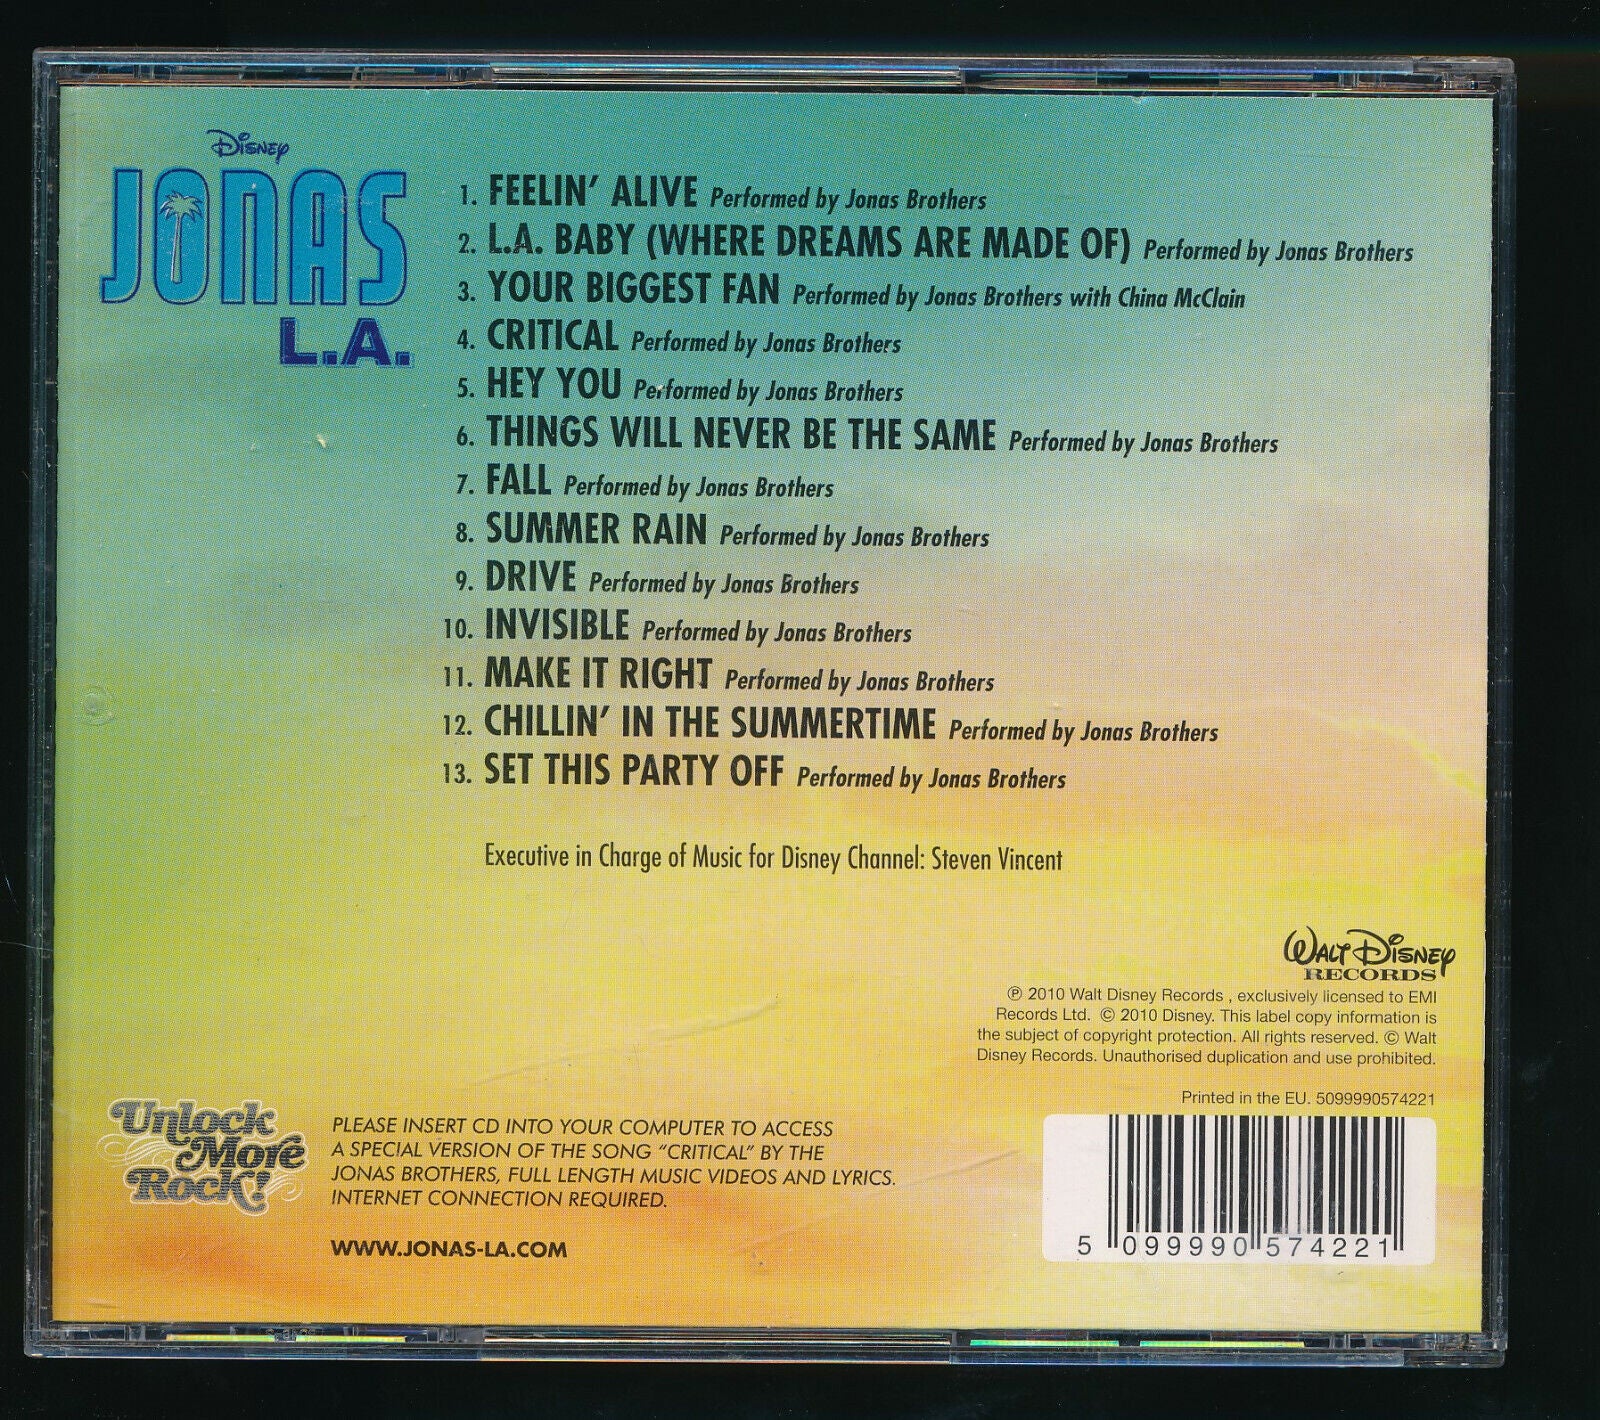 Disney
JONAS
L.A.
1. FEELIN' ALIVE Performed by Jonas Brothers
2. L.A. BABY (WHERE DREAMS ARE MADE OF) Performed by Jonas Brothers
3. YOUR BIGGEST FAN Performed by Jonas Brothers with China McClain
4. CRITICAL Performed by Jonas Brothers
5. HEY YOU Performed by Jonas Brothers
6. THINGS WILL NEVER BE THE SAME Performed by Jonas Brothers
7. FALL Performed by Jonas Brothers
8. SUMMER RAIN Performed by Jonas Brothers
9. DRIVE Performed by Jonas Brothers
10. INVISIBLE Performed by Jonas Brothers
11. MAKE IT RIGHT Performed by Jonas Brothers
12. CHILLIN' IN THE SUMMERTIME Performed by Jonas Brothers
13. SET THIS PARTY OFF Performed by Jonas Brothers
Executive in Charge of Music for Disney Channel: Steven Vincent
WALT DISNEY
RECORDS
℗ 2010 Walt Disney Records , exclusively licensed to EMI
Records Ltd. © 2010 Disney. This label copy information is
the subject of copyright protection. All rights reserved. © Walt
Disney Records. Unauthorised duplication and use prohibited.
Printed in the EU. 5099990574221
Unlock
More
Rock!
PLEASE INSERT CD INTO YOUR COMPUTER TO ACCESS
A SPECIAL VERSION OF THE SONG "CRITICAL" BY THE
JONAS BROTHERS, FULL LENGTH MUSIC VIDEOS AND LYRICS.
INTERNET CONNECTION REQUIRED.
WWW.JONAS-LA.COM
5 099990 574221